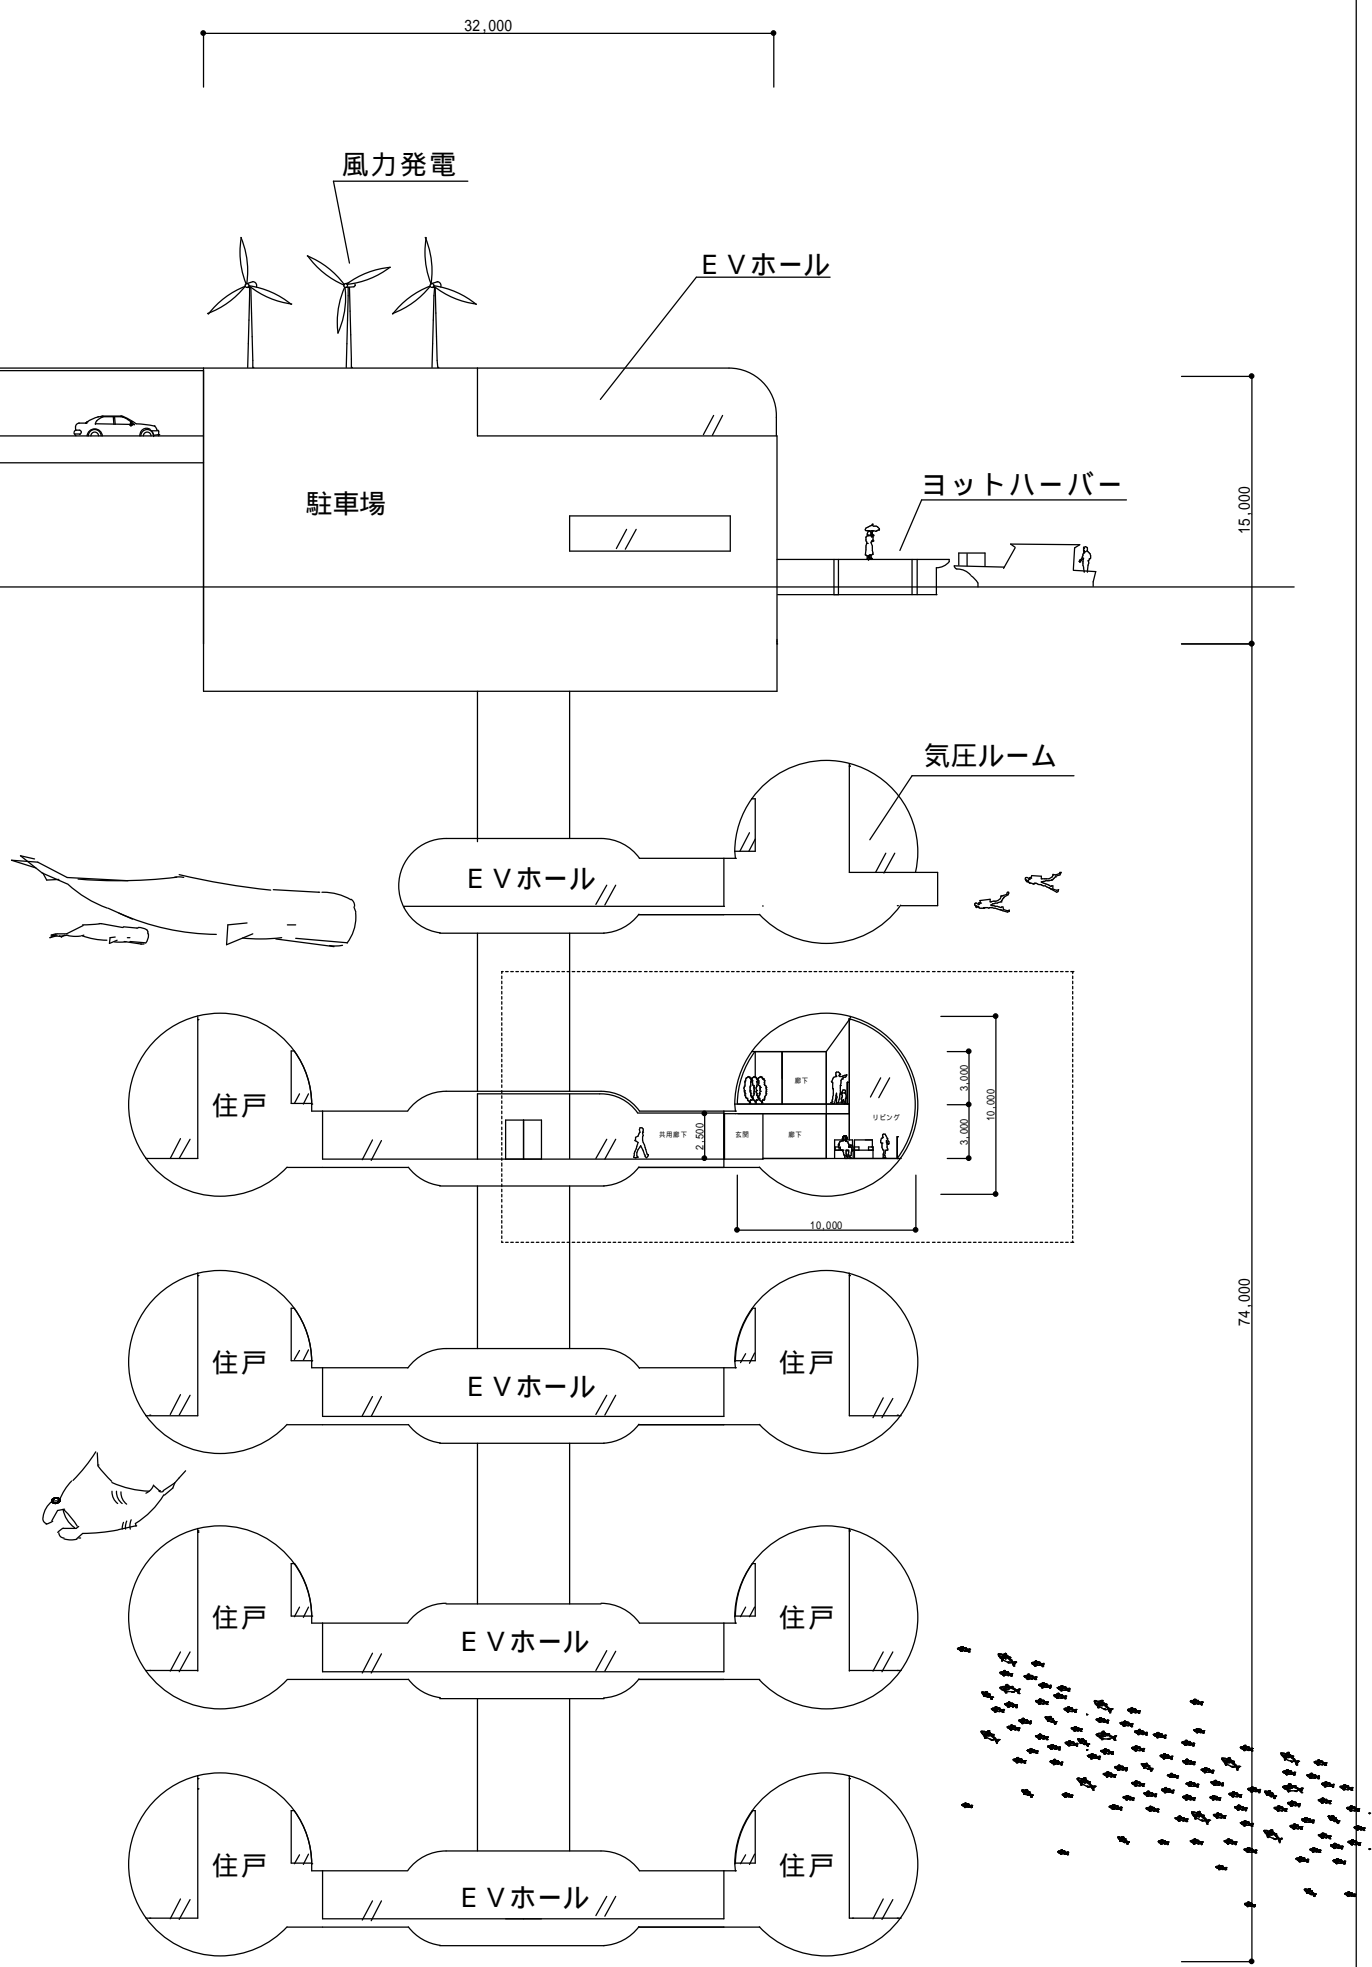 32,000
風力発電
ＥＶホール
駐車場
ヨットハーバー
15,000
気圧ルーム
ＥＶホール
住戸
共用廊下
2,500
玄関
廊下
廊下
リビング
3,000
3,000
10,000
10,000
住戸
ＥＶホール
住戸
74,000
住戸
ＥＶホール
住戸
住戸
ＥＶホール
住戸